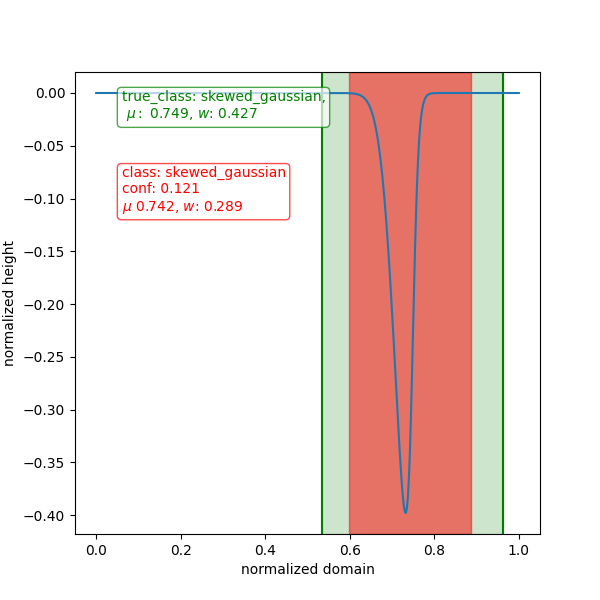 true_class: skewed_gaussian,
μ : 0.749, w: 0.427
class: skewed_gaussian
conf: 0.121
μ 0.742, w: 0.289
0.00
−0.05
−0.10
−0.15
−0.20
−0.25
−0.30
−0.35
−0.40
normalized height
0.0 0.2 0.4 0.6 0.8 1.0
normalized domain